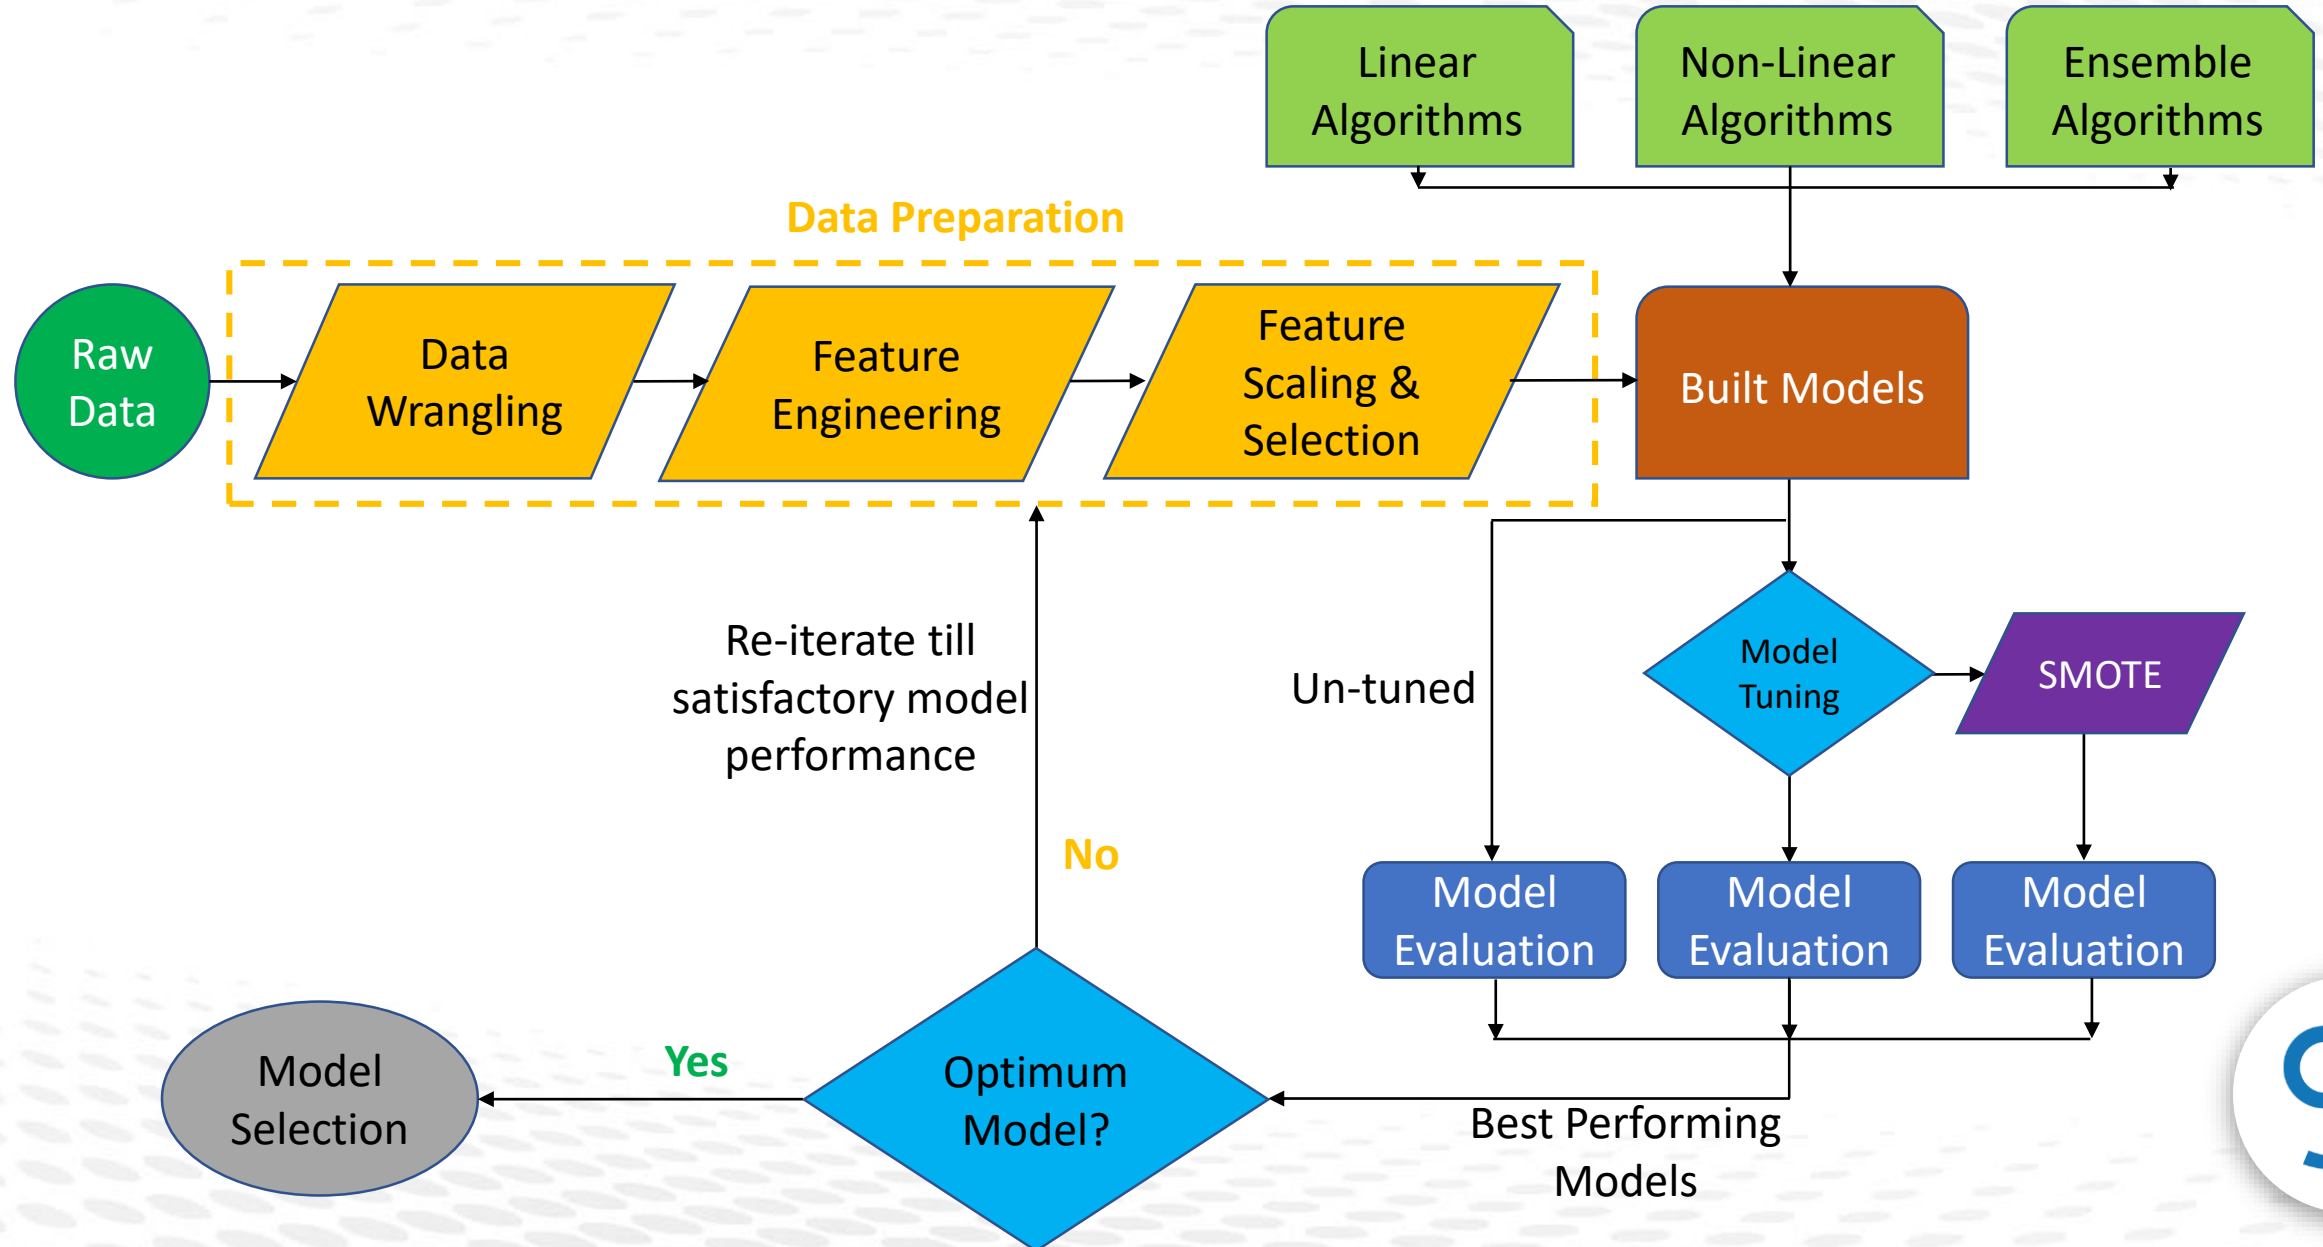 Linear
Algorithms
Non-Linear
Algorithms
Ensemble
Algorithms
Data Preparation
Raw
Data
Data
Wrangling
Feature
Engineering
Feature
Scaling &
Selection
Built Models
Re-iterate till
satisfactory model
performance
Un-tuned
Model
Tuning
SMOTE
No
Model
Evaluation
Model
Evaluation
Model
Evaluation
Model
Selection
Yes
Optimum
Model?
Best Performing
Models